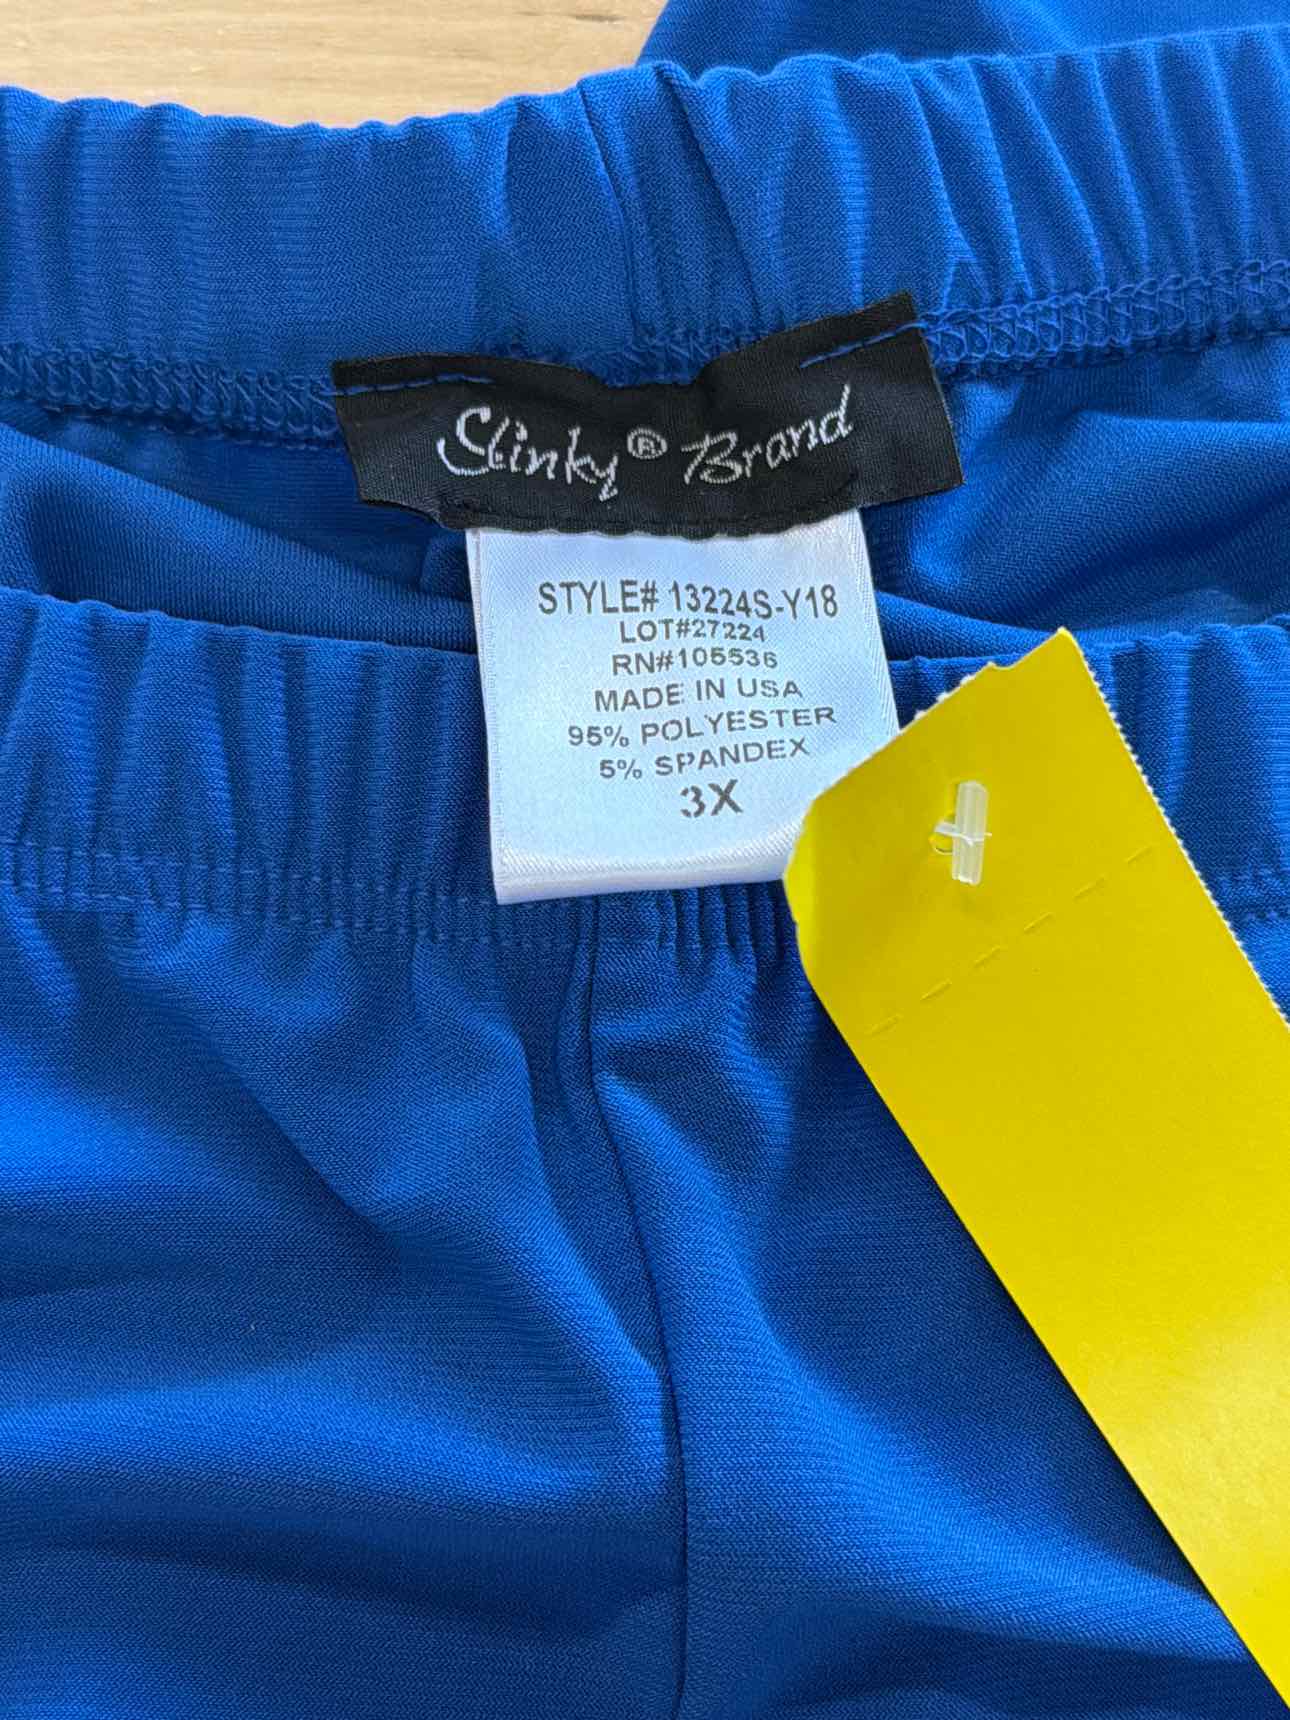 Slinky® Brand
STYLE# 13224S-Y18
LOT#27224
RN#105536
MADE IN USA
95% POLYESTER
5% SPANDEX
3X